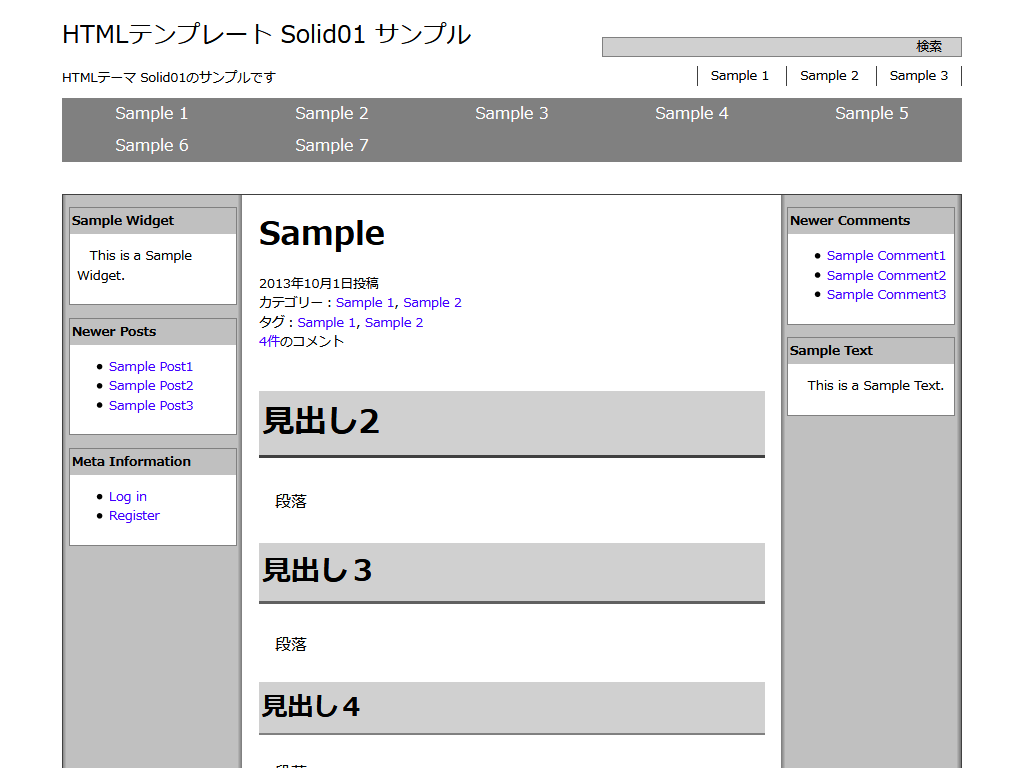 HTMLテンプレート Solid01 サンプル
検索
HTMLテーマ Solid01のサンプルです
Sample 1 Sample 2 Sample 3
Sample 1 Sample 2 Sample 3 Sample 4 Sample 5
Sample 6 Sample 7
Sample Widget
This is a Sample
Widget.
Newer Posts
Sample Post1
Sample Post2
Sample Post3
Meta Information
Log in
Register
Sample
2013年10月1日投稿
カテゴリー：Sample 1, Sample 2
タグ：Sample 1, Sample 2
4件のコメント
見出し2
段落
見出し３
段落
見出し４
段落
Newer Comments
Sample Comment1
Sample Comment2
Sample Comment3
Sample Text
This is a Sample Text.